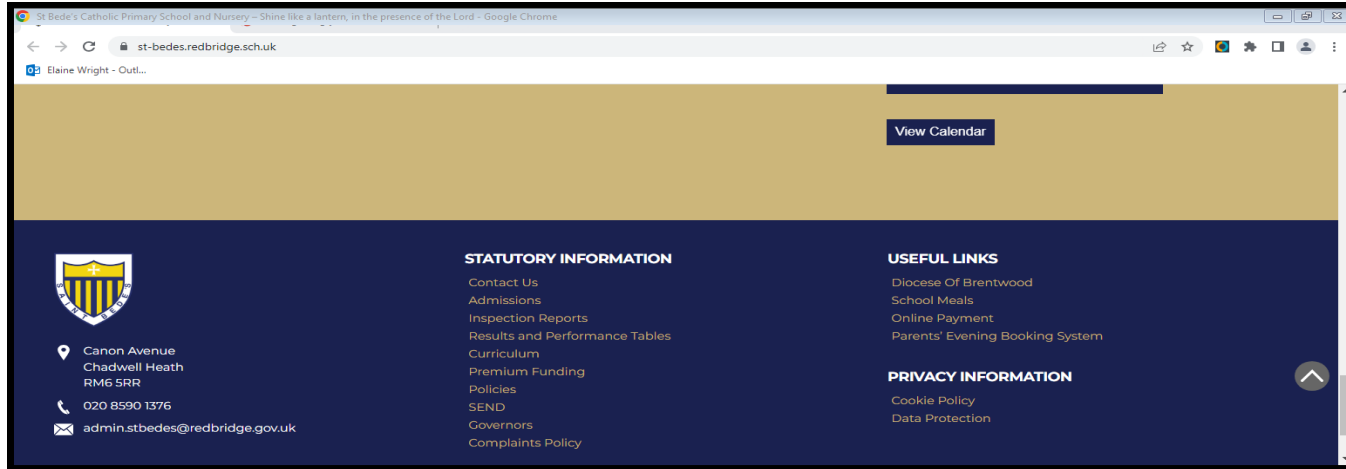 St Bede's Catholic Primary School and Nursery – Shine like a lantern, in the presence of the Lord - Google Chrome
st-bedes.redbridge.sch.uk
Elaine Wright - Outl...
View Calendar
SAINT BEDES
Canon Avenue
Chadwell Heath
RM6 5RR
020 8590 1376
admin.stbedes@redbridge.gov.uk
STATUTORY INFORMATION
Contact Us
Admissions
Inspection Reports
Results and Performance Tables
Curriculum
Premium Funding
Policies
SEND
Governors
Complaints Policy
USEFUL LINKS
Diocese Of Brentwood
School Meals
Online Payment
Parents' Evening Booking System
PRIVACY INFORMATION
Cookie Policy
Data Protection